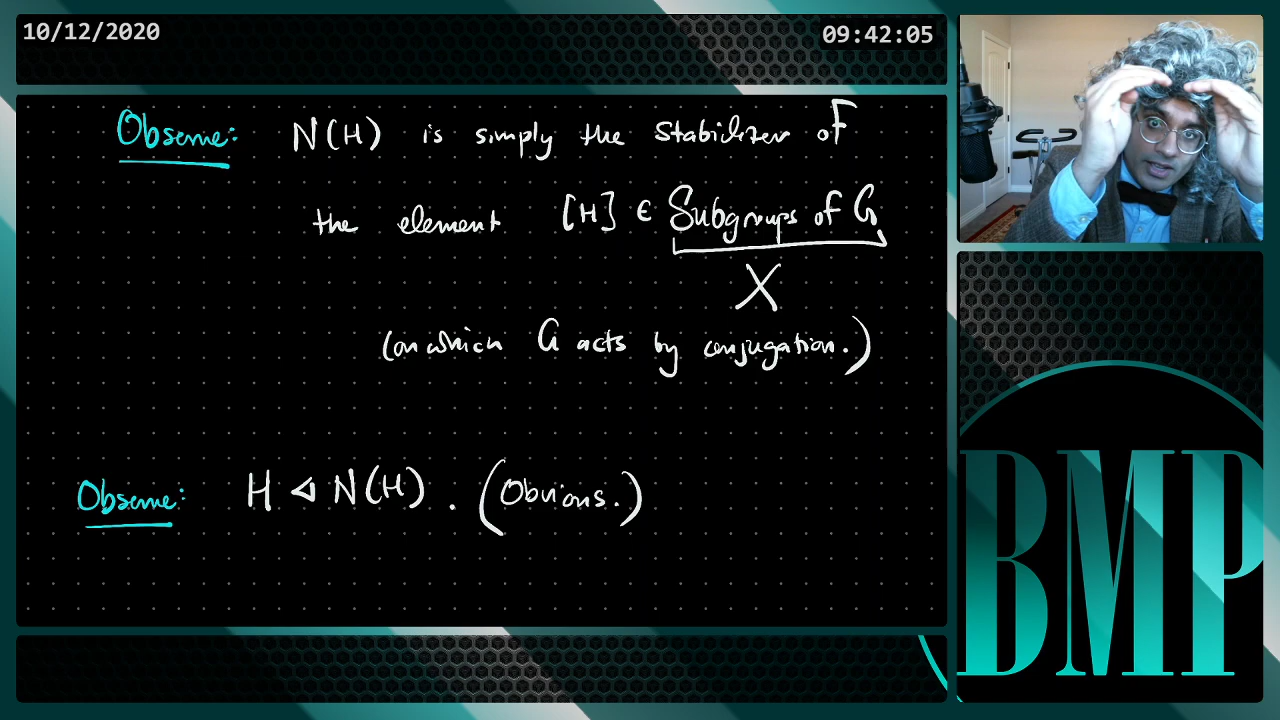 10/12/2020
09:42:05
Observe: N(H) is simply the stabilizer of
the element [H] ∈ Subgroups of G
X
(on which G acts by conjugation.)
Observe: H ⊲ N(H). (Obvious.)
BMP